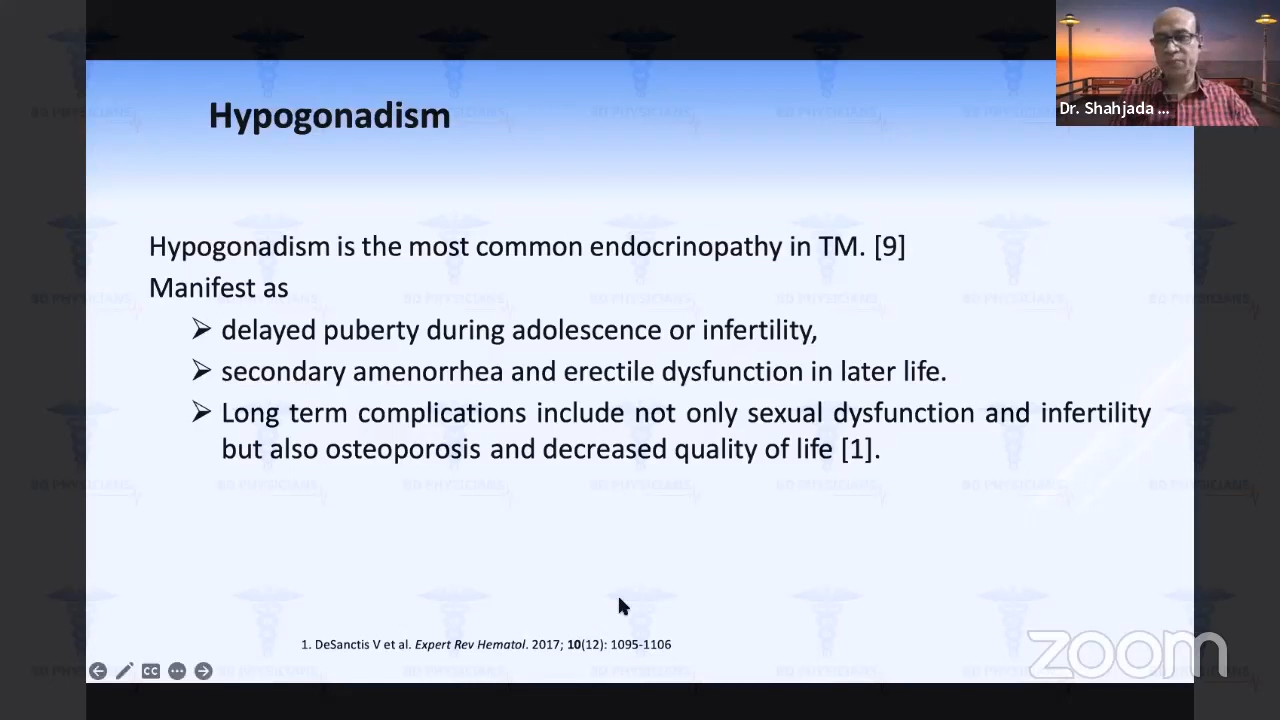 Hypogonadism
Dr. Shahjada ...
Hypogonadism is the most common endocrinopathy in TM. [9]
Manifest as
➢ delayed puberty during adolescence or infertility,
➢ secondary amenorrhea and erectile dysfunction in later life.
➢ Long term complications include not only sexual dysfunction and infertility
but also osteoporosis and decreased quality of life [1].
1. DeSanctis V et al. Expert Rev Hematol. 2017; 10(12): 1095-1106
CC
zoom
BD PHYSICIANS